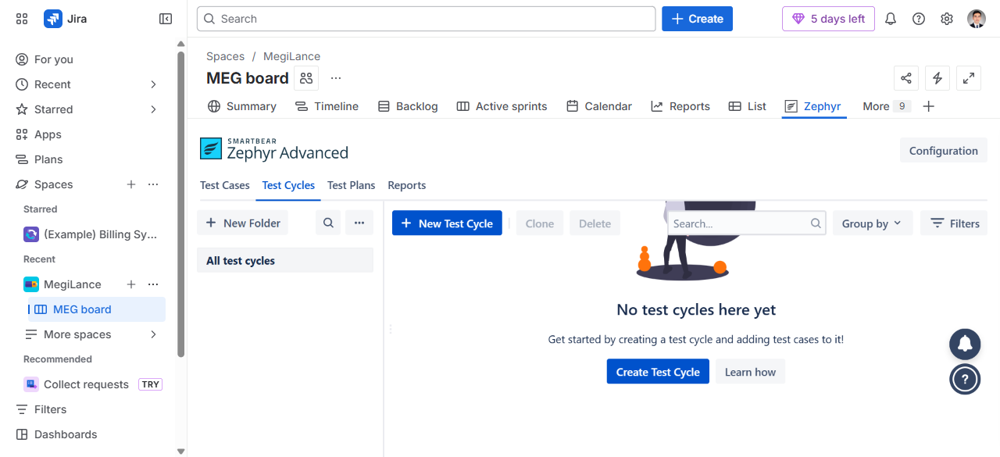 Jira
Search
Create
5 days left
For you
Recent
Starred
Apps
Plans
Spaces
Starred
(Example) Billing Sy...
Recent
MegiLance
MEG board
More spaces
Recommended
Collect requests TRY
Filters
Dashboards
Spaces / MegiLance
MEG board
Summary Timeline Backlog Active sprints Calendar Reports List Zephyr More 9
SMARTBEAR
Zephyr Advanced
Configuration
Test Cases Test Cycles Test Plans Reports
New Folder
All test cycles
New Test Cycle Clone Delete Search... Group by Filters
No test cycles here yet
Get started by creating a test cycle and adding test cases to it!
Create Test Cycle Learn how